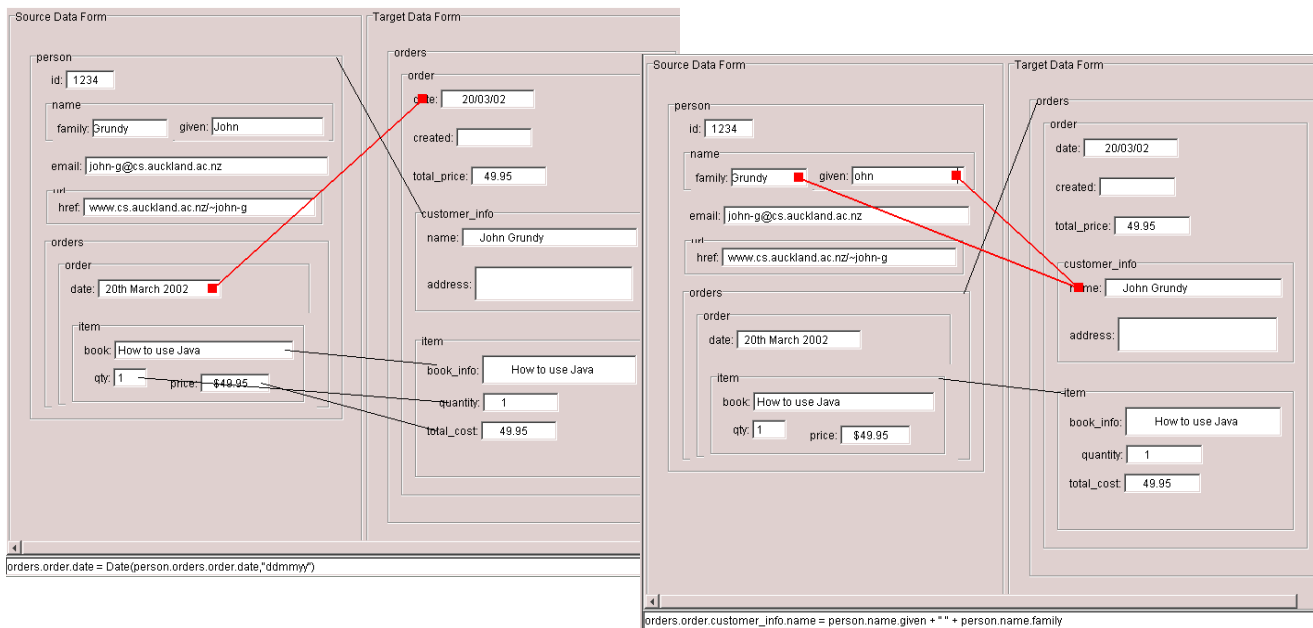 Source Data Form
person
id: 1234
name
family: Grundy given: John
email: john-g@cs.auckland.ac.nz
url
href: www.cs.auckland.ac.nz/~john-g
orders
order
date: 20th March 2002
item
book: How to use Java
qty: 1 price: $49.95
Target Data Form
orders
order
date: 20/03/02
created:
total_price: 49.95
customer_info
name: John Grundy
address:
item
book_info: How to use Java
quantity: 1
total_cost: 49.95
orders.order.date = Date(person.orders.order.date,"ddmmyy")
Source Data Form
person
id: 1234
name
family: Grundy given: ohn
email: john-g@cs.auckland.ac.nz
url
href: www.cs.auckland.ac.nz/~john-g
orders
order
date: 20th March 2002
item
book: How to use Java
qty: 1 price: $49.95
Target Data Form
orders
order
date: 20/03/02
created:
total_price: 49.95
customer_info
name: John Grundy
address:
item
book_info: How to use Java
quantity: 1
total_cost: 49.95
orders.order.customer_info.name = person.name.given + " " + person.name.family